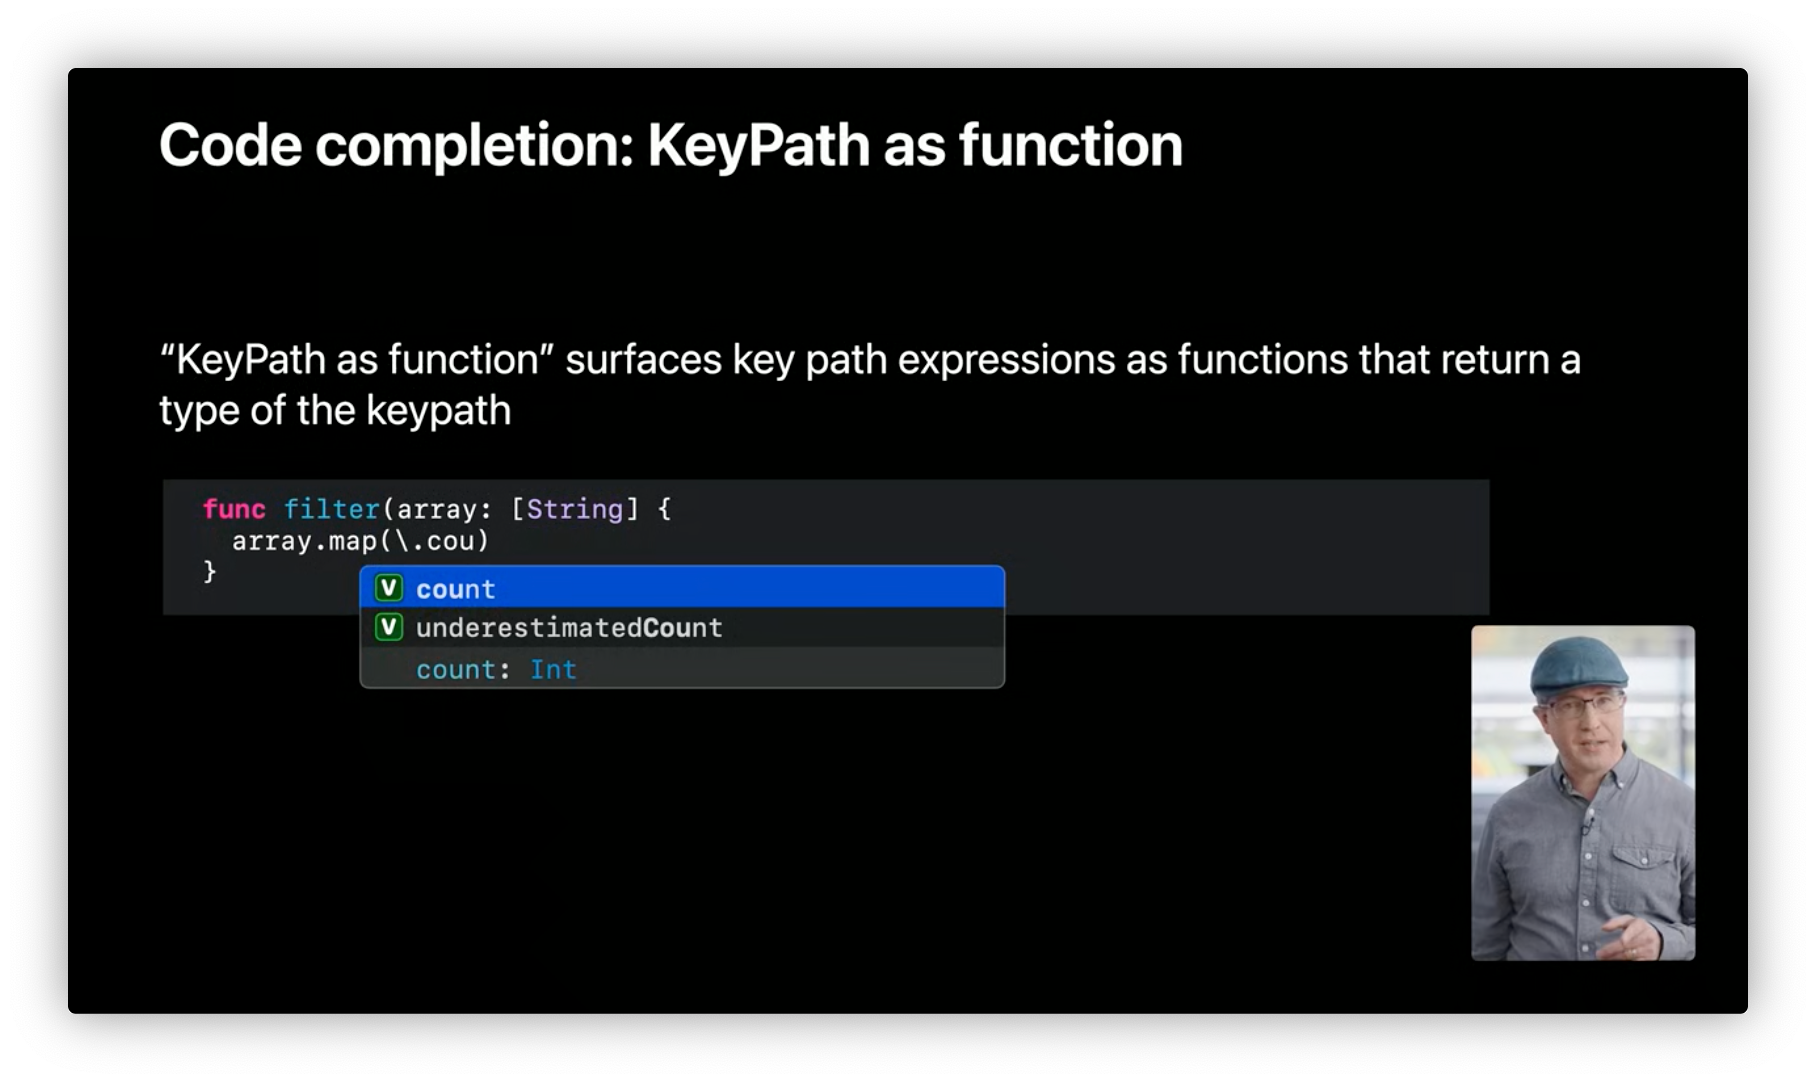 Code completion: KeyPath as function
“KeyPath as function” surfaces key path expressions as functions that return a
type of the keypath
func filter(array: [String] {
array.map(\.cou)
}
V count
V underestimatedCount
count: Int